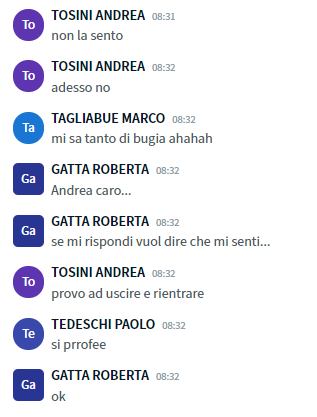 To
TOSINI ANDREA 08:31
non la sento
To
TOSINI ANDREA 08:32
adesso no
Ta
TAGLIABUE MARCO 08:32
mi sa tanto di bugia ahahah
Ga
GATTA ROBERTA 08:32
Andrea caro...
Ga
GATTA ROBERTA 08:32
se mi rispondi vuol dire che mi senti...
To
TOSINI ANDREA 08:32
provo ad uscire e rientrare
Te
TEDESCHI PAOLO 08:32
si prrofee
Ga
GATTA ROBERTA 08:32
ok